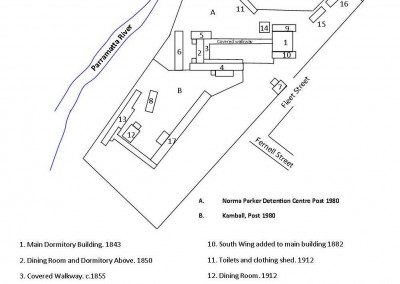 A
14
9
16
15
5
Covered walkway
6
2
3
1
10
4
Parramatta River
B
8
7
Fleet Street
13
12
17
Fernell Street
A. Norma Parker Detention Centre Post 1980
B. Kamball, Post 1980
1. Main Dormitory Building. 1843
10. South Wing added to main building 1882
2. Dining Room and Dormitory Above. 1850
11. Toilets and clothing shed. 1912
3. Covered Walkway. c.1855
12. Dining Room. 1912